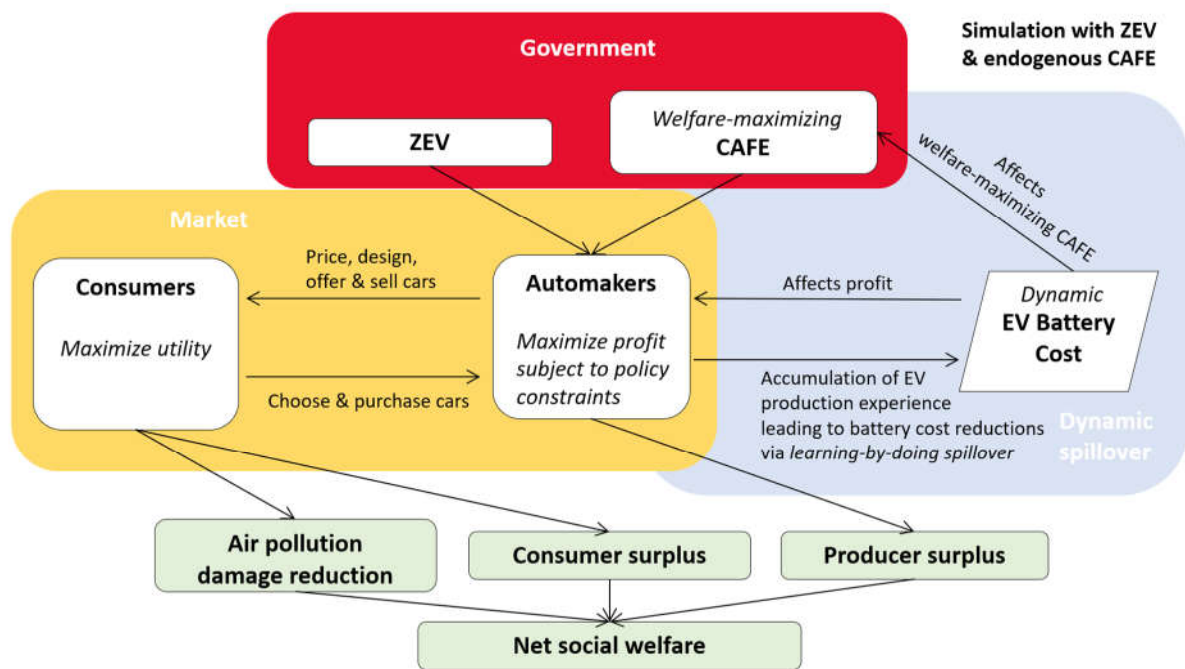 Government
Simulation with ZEV
& endogenous CAFE
ZEV
Welfare-maximizing
CAFE
Affects
welfare-maximizing CAFE
Market
Consumers
Maximize utility
Price, design,
offer & sell cars
Choose & purchase cars
Automakers
Maximize profit
subject to policy
constraints
Affects profit
Accumulation of EV
production experience
leading to battery cost reductions
via learning-by-doing spillover
Dynamic
EV Battery
Cost
Dynamic
spillover
Air pollution
damage reduction
Consumer surplus
Producer surplus
Net social welfare